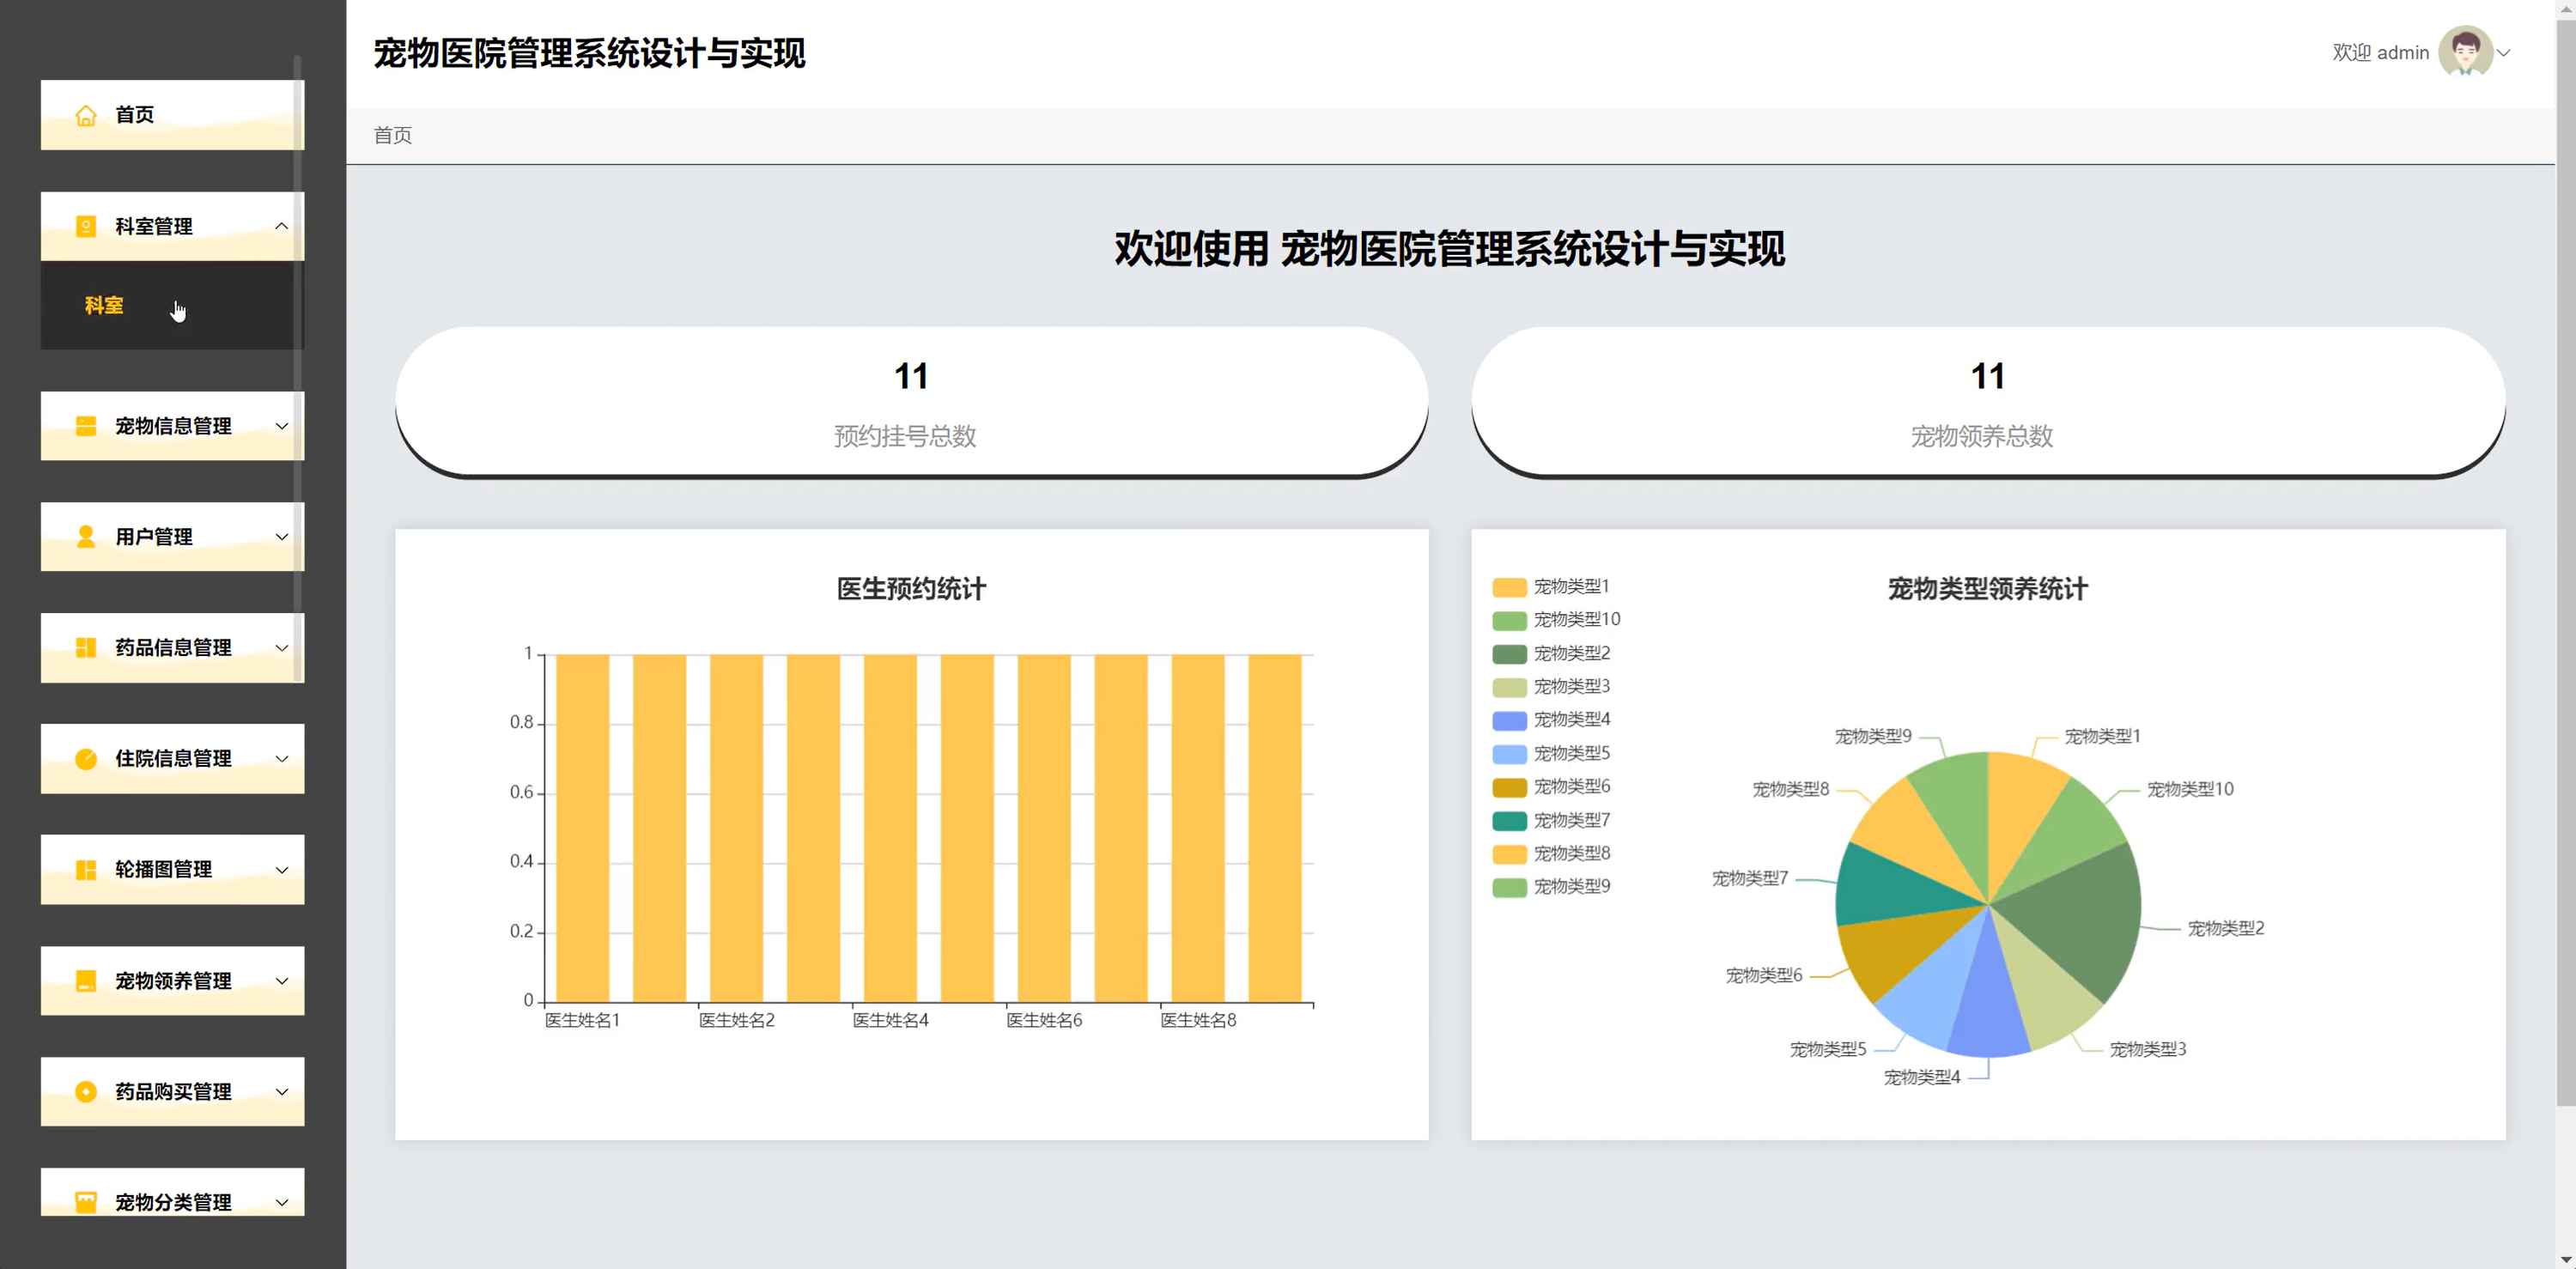 宠物医院管理系统设计与实现
欢迎 admin
首页
科室管理
科室
宠物信息管理
用户管理
药品信息管理
住院信息管理
轮播图管理
宠物领养管理
药品购买管理
宠物分类管理
首页
欢迎使用 宠物医院管理系统设计与实现
11
预约挂号总数
11
宠物领养总数
医生预约统计
1
0.8
0.6
0.4
0.2
0
医生姓名1
医生姓名2
医生姓名4
医生姓名6
医生姓名8
宠物类型领养统计
宠物类型1
宠物类型10
宠物类型2
宠物类型3
宠物类型4
宠物类型5
宠物类型6
宠物类型7
宠物类型8
宠物类型9
宠物类型9
宠物类型1
宠物类型8
宠物类型10
宠物类型7
宠物类型2
宠物类型6
宠物类型5
宠物类型3
宠物类型4